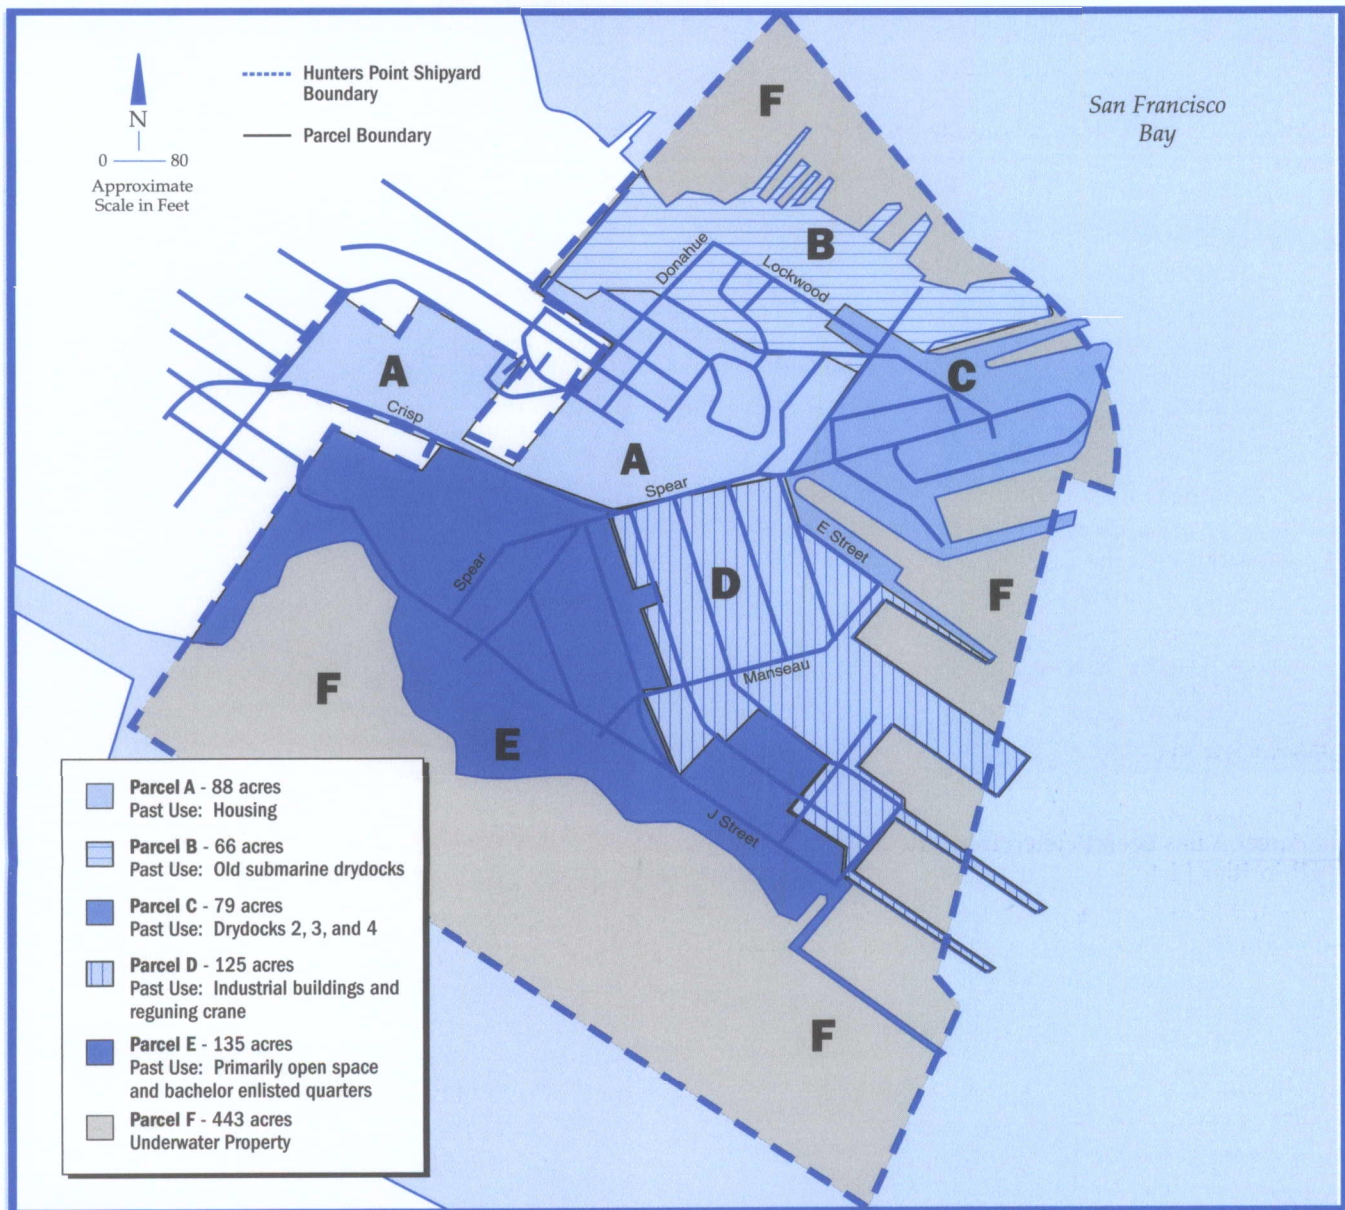 N
0 80
Approximate
Scale in Feet
Hunters Point Shipyard
Boundary
Parcel Boundary
San Francisco
Bay
F
B
Donahue
Lockwood
A
C
Crisp
A
Spear
E Street
Spear
D
F
Manseau
F
E
J Street
F
Parcel A - 88 acres
Past Use: Housing
Parcel B - 66 acres
Past Use: Old submarine drydocks
Parcel C - 79 acres
Past Use: Drydocks 2, 3, and 4
Parcel D - 125 acres
Past Use: Industrial buildings and
reguning crane
Parcel E - 135 acres
Past Use: Primarily open space
and bachelor enlisted quarters
Parcel F - 443 acres
Underwater Property